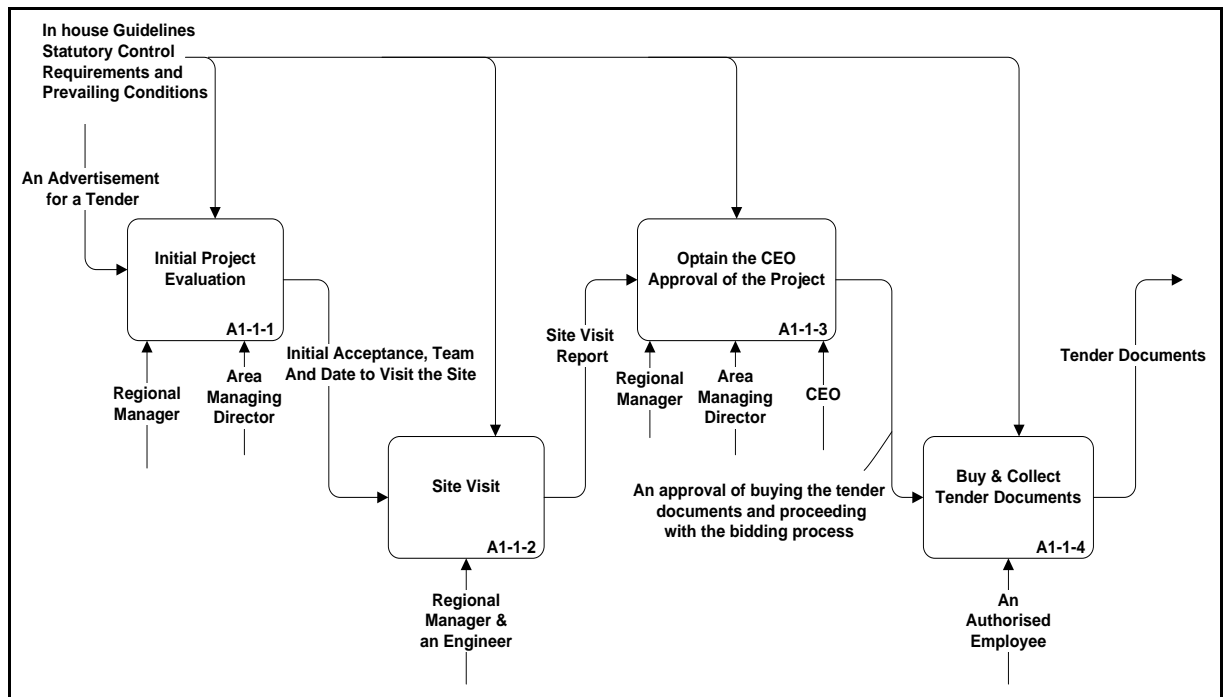 In house Guidelines
Statutory Control
Requirements and
Prevailing Conditions
An Advertisement
for a Tender
Initial Project
Evaluation
A1-1-1
Regional
Manager
Area
Managing
Director
Initial Acceptance, Team
And Date to Visit the Site
Site Visit
A1-1-2
Regional
Manager &
an Engineer
Site Visit
Report
Optain the CEO
Approval of the Project
A1-1-3
Regional
Manager
Area
Managing
Director
CEO
An approval of buying the tender
documents and proceeding
with the bidding process
Buy & Collect
Tender Documents
A1-1-4
An
Authorised
Employee
Tender Documents